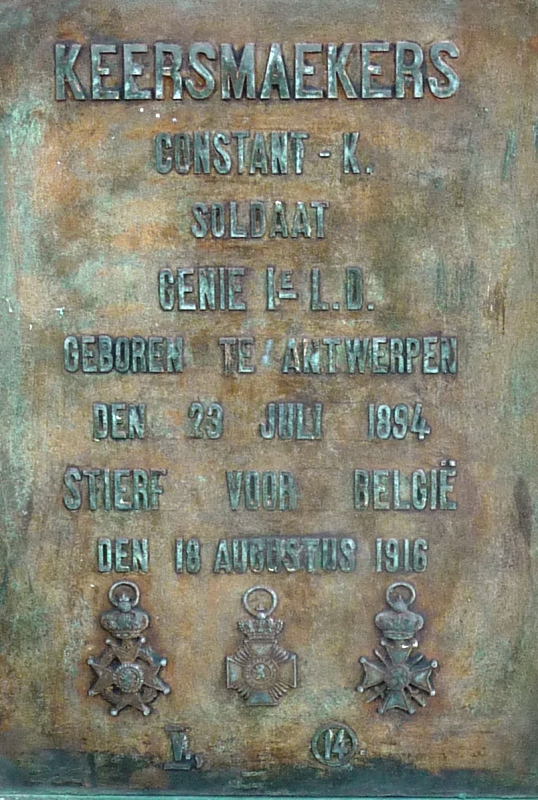 KEERSMAEKERS
CONSTANT - K.
SOLDAAT
GENIE 1E L.D.
GEBOREN TE ANTWERPEN
DEN 23 JULI 1894
STIERF VOOR BELGIË
DEN 18 AUGUSTUS 1916
14